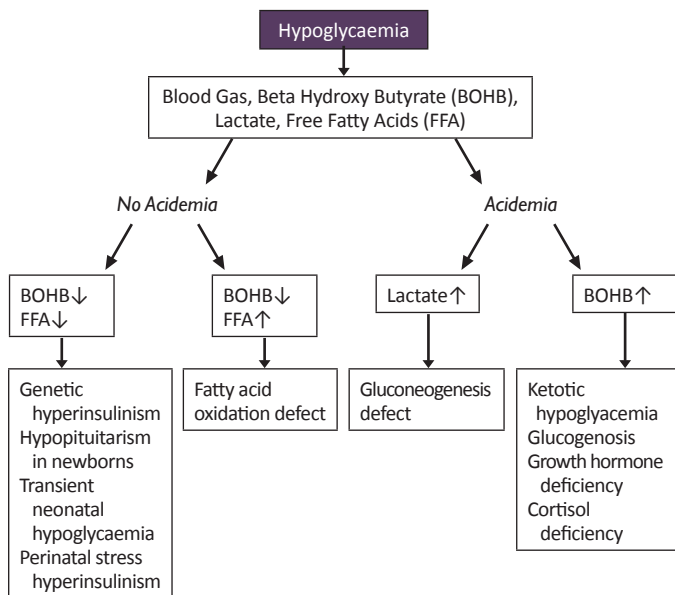 Hypoglycaemia
Blood Gas, Beta Hydroxy Butyrate (BOHB),
Lactate, Free Fatty Acids (FFA)
No Acidemia
Acidemia
BOHB↓
FFA↓
BOHB↓
FFA↑
Lactate↑
BOHB↑
Genetic
hyperinsulinism
Hypopituitarism
in newborns
Transient
neonatal
hypoglycaemia
Perinatal stress
hyperinsulinism
Fatty acid
oxidation defect
Gluconeogenesis
defect
Ketotic
hypoglyacemia
Glucogenosis
Growth hormone
deficiency
Cortisol
deficiency